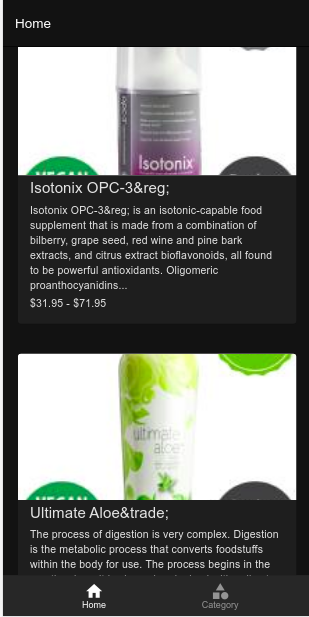 Home
Isotonix
VEGAN
Isotonix OPC-3&reg;
Isotonix OPC-3&reg; is an isotonic-capable food
supplement that is made from a combination of
bilberry, grape seed, red wine and pine bark
extracts, and citrus extract bioflavonoids, all found
to be powerful antioxidants. Oligomeric
proanthocyanidins...
$31.95 - $71.95
ultimate
aloe
VEGAN
Ultimate Aloe&trade;
The process of digestion is very complex. Digestion
is the metabolic process that converts foodstuffs
within the body for use. The process begins in the
Home
Category